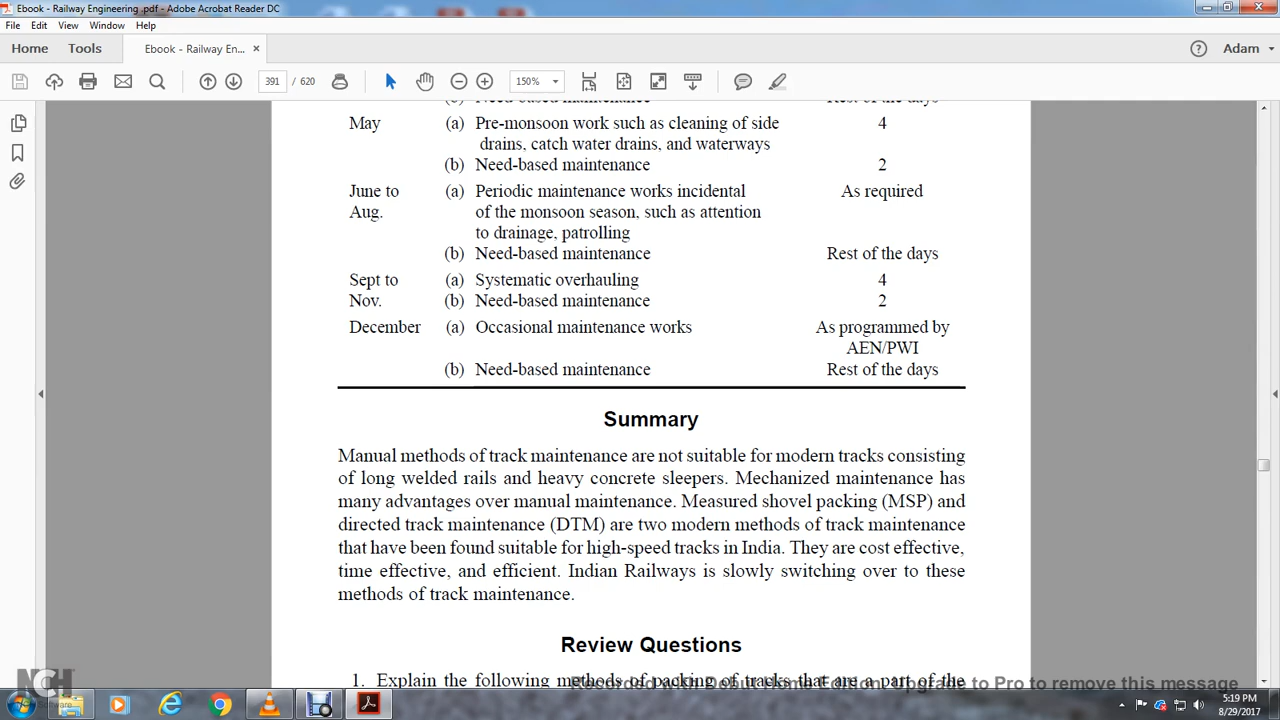 Ebook - Railway Engineering .pdf - Adobe Acrobat Reader DC
File Edit View Window Help
Home Tools Ebook - Railway En... × Adam
391 / 620 150%
(b) Need-based maintenance Rest of the days
May (a) Pre-monsoon work such as cleaning of side 4
drains, catch water drains, and waterways
(b) Need-based maintenance 2
June to (a) Periodic maintenance works incidental As required
Aug. of the monsoon season, such as attention
to drainage, patrolling
(b) Need-based maintenance Rest of the days
Sept to (a) Systematic overhauling 4
Nov. (b) Need-based maintenance 2
December (a) Occasional maintenance works As programmed by
AEN/PWI
(b) Need-based maintenance Rest of the days
Summary
Manual methods of track maintenance are not suitable for modern tracks consisting
of long welded rails and heavy concrete sleepers. Mechanized maintenance has
many advantages over manual maintenance. Measured shovel packing (MSP) and
directed track maintenance (DTM) are two modern methods of track maintenance
that have been found suitable for high-speed tracks in India. They are cost effective,
time effective, and efficient. Indian Railways is slowly switching over to these
methods of track maintenance.
Review Questions
1. Explain the following methods of packing of tracks that are a part of the
NCH
5:19 PM
8/29/2017